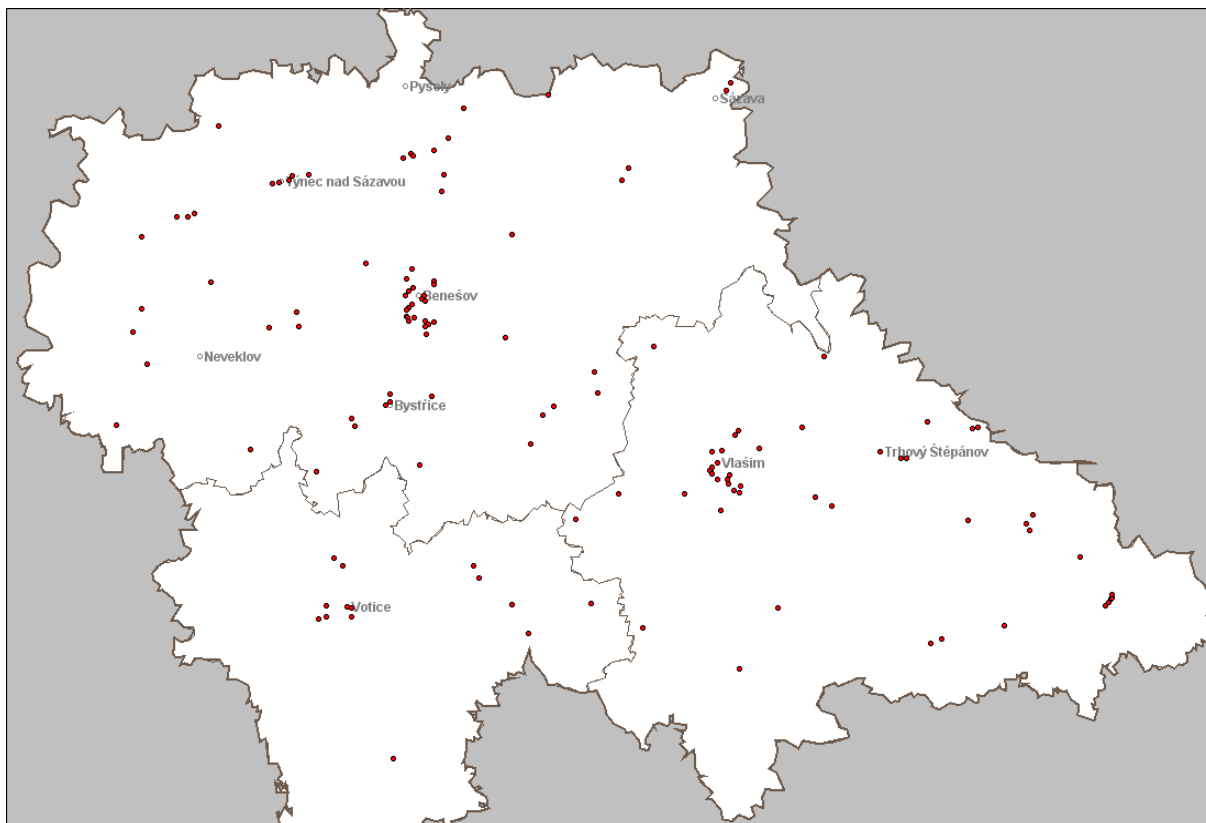 Pyšely
Sázava
Týnec nad Sázavou
Benešov
Neveklov
Bystřice
Trhový Štěpánov
Vlašim
Votice